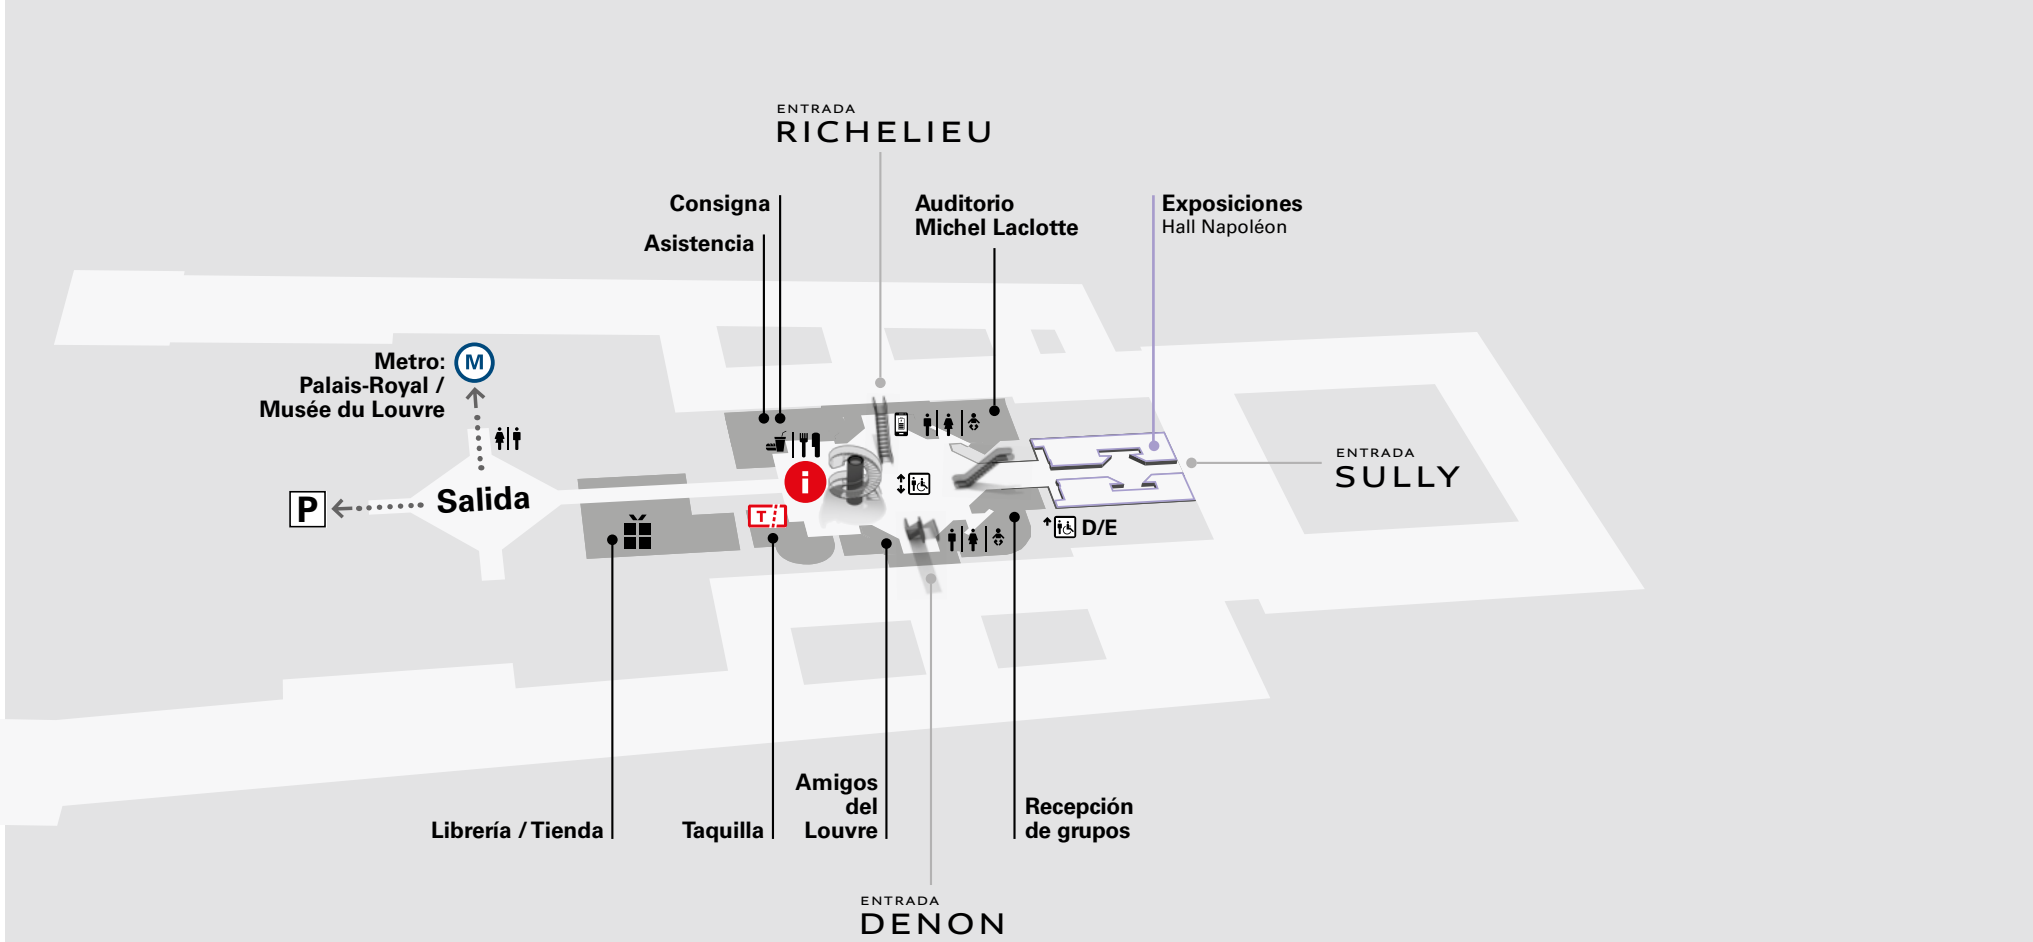 ENTRADA
RICHELIEU
Consigna
Asistencia
Auditorio
Michel Laclotte
Exposiciones
Hall Napoléon
Metro:
Palais-Royal /
Musée du Louvre
M
ENTRADA
SULLY
P
Salida
i
T
D/E
Librería / Tienda
Taquilla
Amigos
del
Louvre
Recepción
de grupos
ENTRADA
DENON